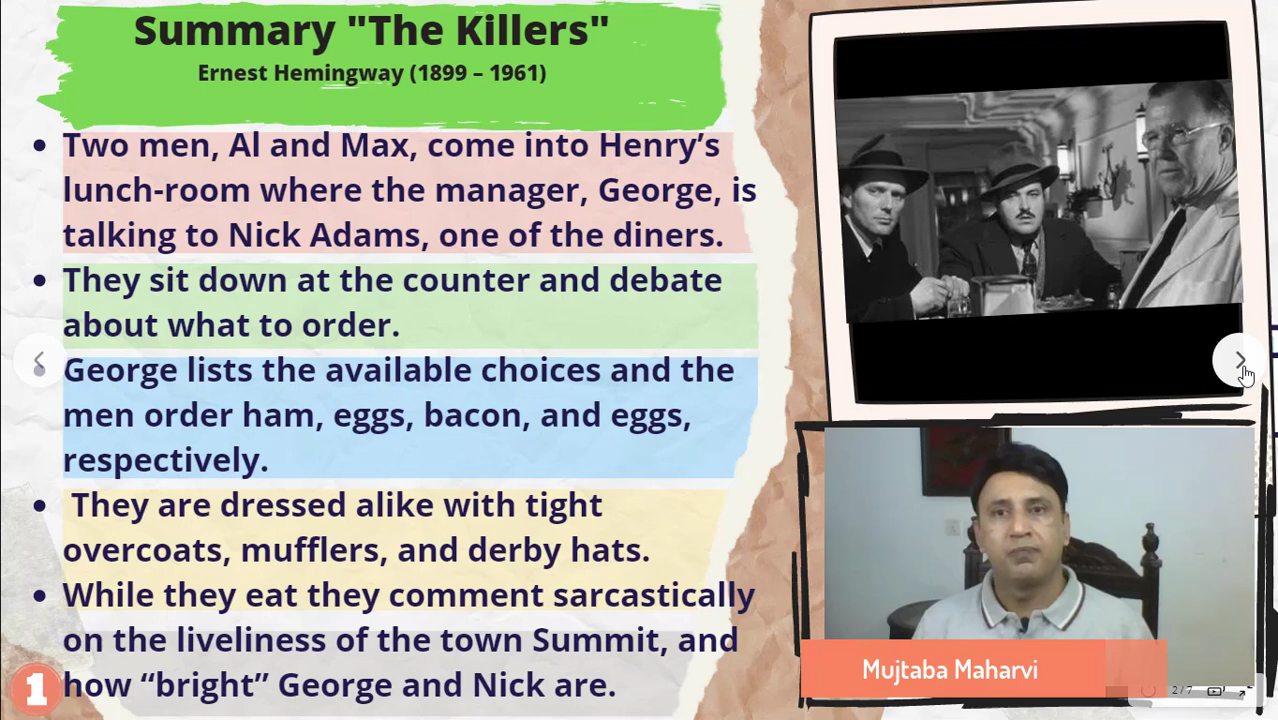 Summary "The Killers"
Ernest Hemingway (1899 – 1961)
• Two men, Al and Max, come into Henry’s
lunch-room where the manager, George, is
talking to Nick Adams, one of the diners.
• They sit down at the counter and debate
about what to order.
• George lists the available choices and the
men order ham, eggs, bacon, and eggs,
respectively.
• They are dressed alike with tight
overcoats, mufflers, and derby hats.
• While they eat they comment sarcastically
on the liveliness of the town Summit, and
how “bright” George and Nick are.
1
Mujtaba Maharvi
2/7